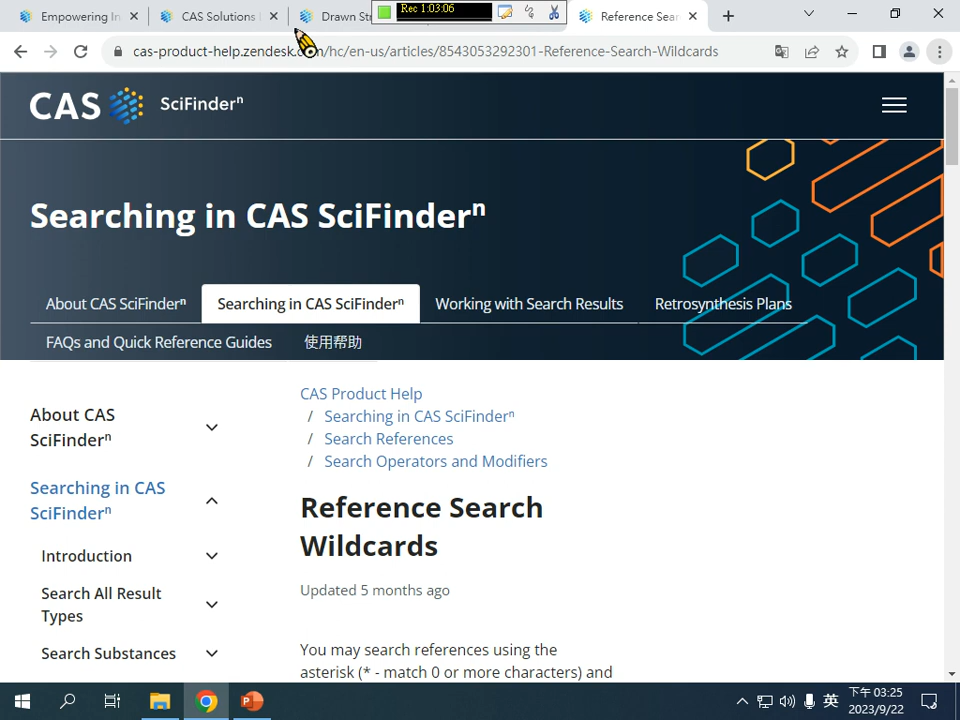 Empowering In
CAS Solutions
Drawn Str
Rec 1:03:06
Reference Sear
cas-product-help.zendesk.com/hc/en-us/articles/8543053292301-Reference-Search-Wildcards
CAS SciFinderⁿ
Searching in CAS SciFinderⁿ
About CAS SciFinderⁿ
Searching in CAS SciFinderⁿ
Working with Search Results
Retrosynthesis Plans
FAQs and Quick Reference Guides
使用帮助
About CAS
SciFinderⁿ
Searching in CAS
SciFinderⁿ
Introduction
Search All Result
Types
Search Substances
CAS Product Help
/ Searching in CAS SciFinderⁿ
/ Search References
/ Search Operators and Modifiers
Reference Search
Wildcards
Updated 5 months ago
You may search references using the
asterisk (* - match 0 or more characters) and
英
下午 03:25
2023/9/22